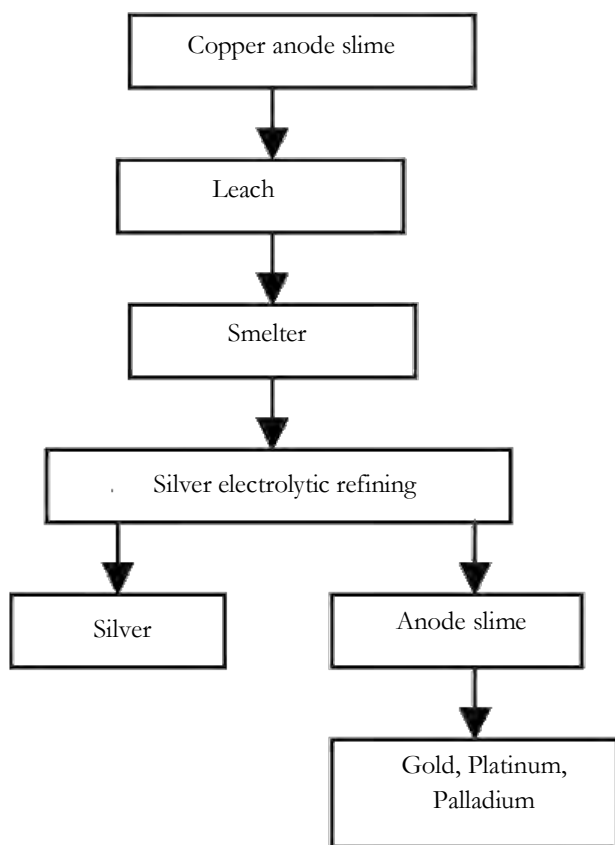 Copper anode slime
Leach
Smelter
Silver electrolytic refining
Silver
Anode slime
Gold, Platinum,
Palladium